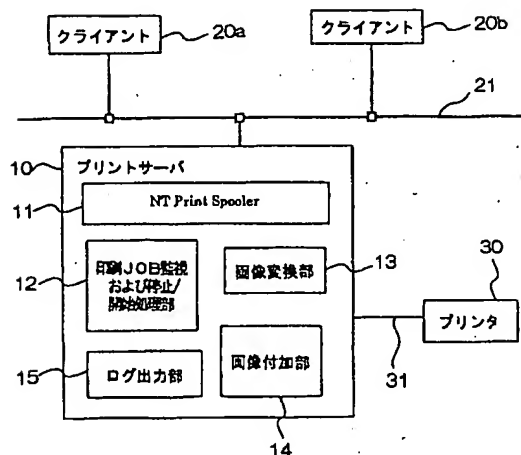 クライアント
20a
クライアント
20b
21
10
プリントサーバ
11
NT Print Spooler
12
印刷JOB監視
および停止/
開始処理部
画像変換部
13
30
プリンタ
31
15
ログ出力部
画像付加部
14